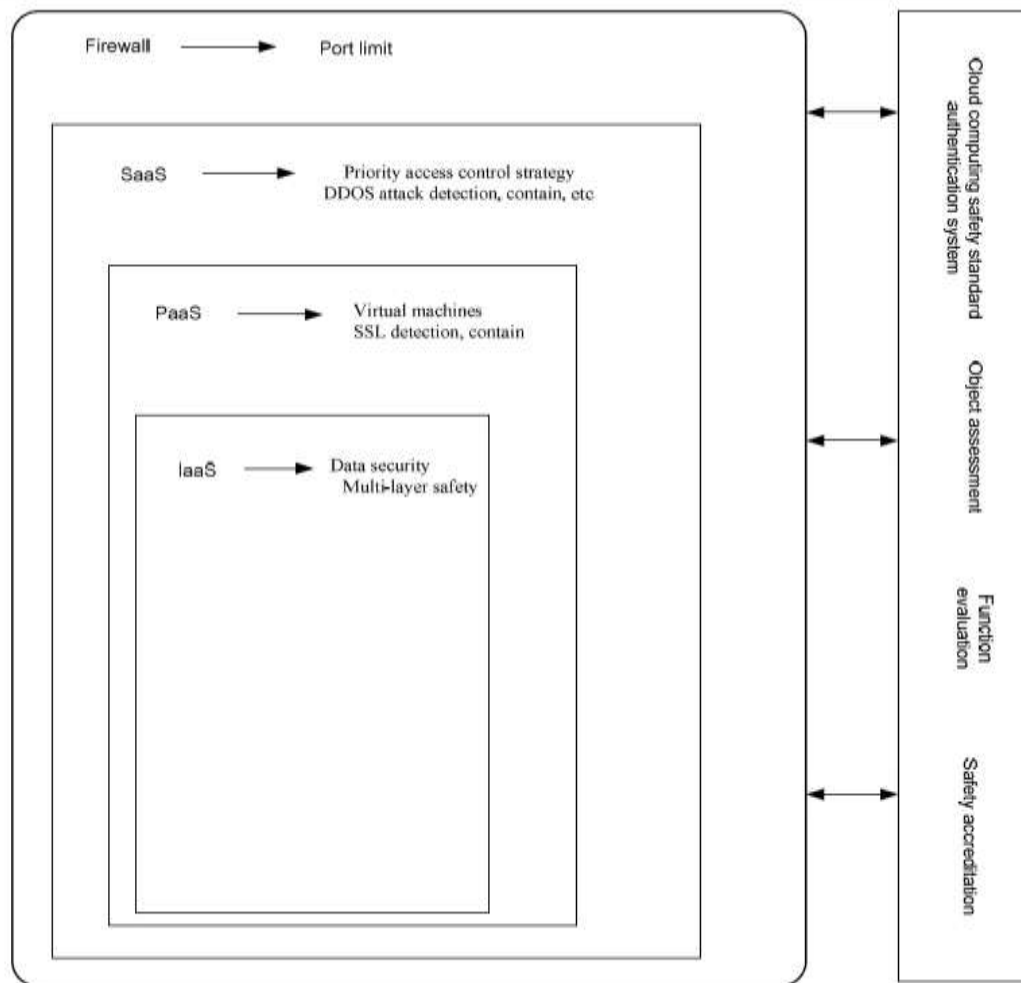 Firewall
Port limit
SaaS
Priority access control strategy
DDOS attack detection, contain, etc
PaaS
Virtual machines
SSL detection, contain
IaaS
Data security
Multi-layer safety
Cloud computing safety standard
authentication system
Object assessment
Function
evaluation
Safety accreditation